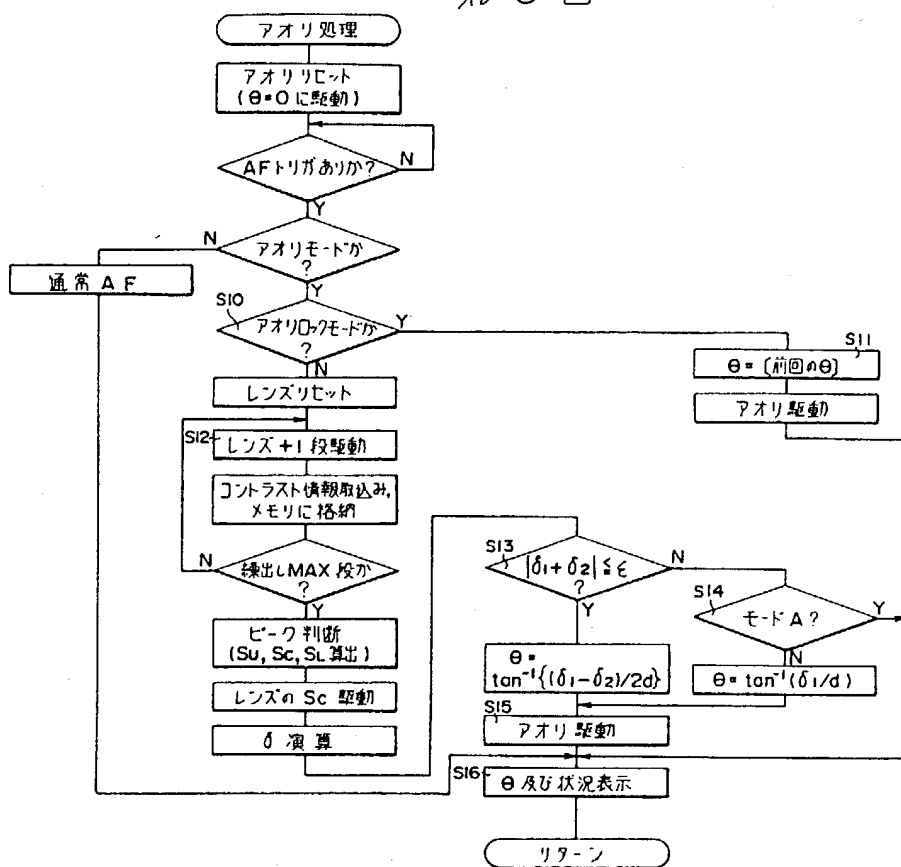 アオリ処理
アオリリセット
(θ=0に駆動)
AFトリガありか?
N
Y
アオリモードか
?
N
Y
通常AF
S10
アオリロックモードか
?
Y
N
S11
θ=〔前回のθ〕
アオリ駆動
レンズリセット
S12
レンズ+1段駆動
コントラスト情報取込み,
メモリに格納
繰出しMAX段か
?
N
Y
ピーク判断
(Su, Sc, SL算出)
レンズのSc駆動
δ演算
S13
|δ1+δ2|≦ε
?
N
Y
S14
モードA?
Y
N
θ=
tan⁻¹{(δ1-δ2)/2d}
θ=tan⁻¹(δ1/d)
S15
アオリ駆動
S16
θ及び状況表示
リターン